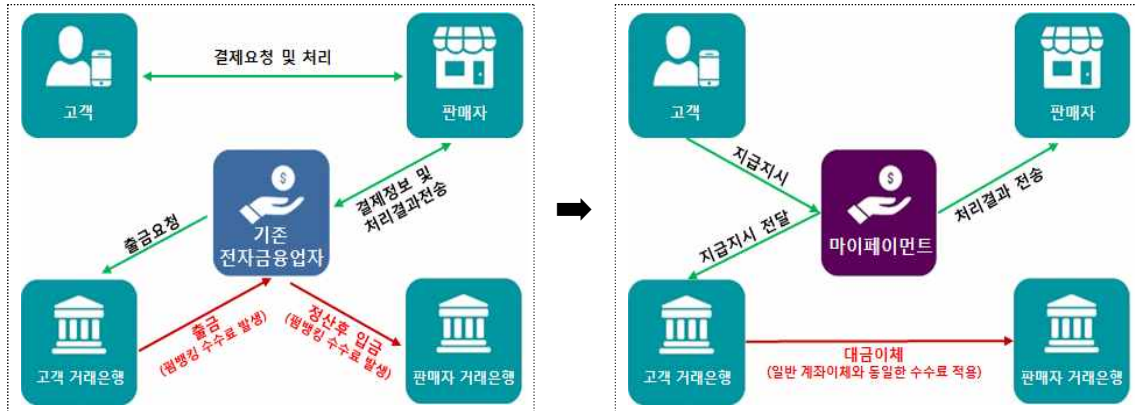 결제요청 및 처리
고객
판매자
결제정보 및
처리결과전송
출금요청
기존
전자금융업자
출금
(펌뱅킹 수수료 발생)
정산후 입금
(펌뱅킹 수수료 발생)
고객 거래은행
판매자 거래은행
고객
판매자
지급지시
처리결과 전송
지급지시 전달
마이페이먼트
대금이체
(일반 계좌이체와 동일한 수수료 적용)
고객 거래은행
판매자 거래은행